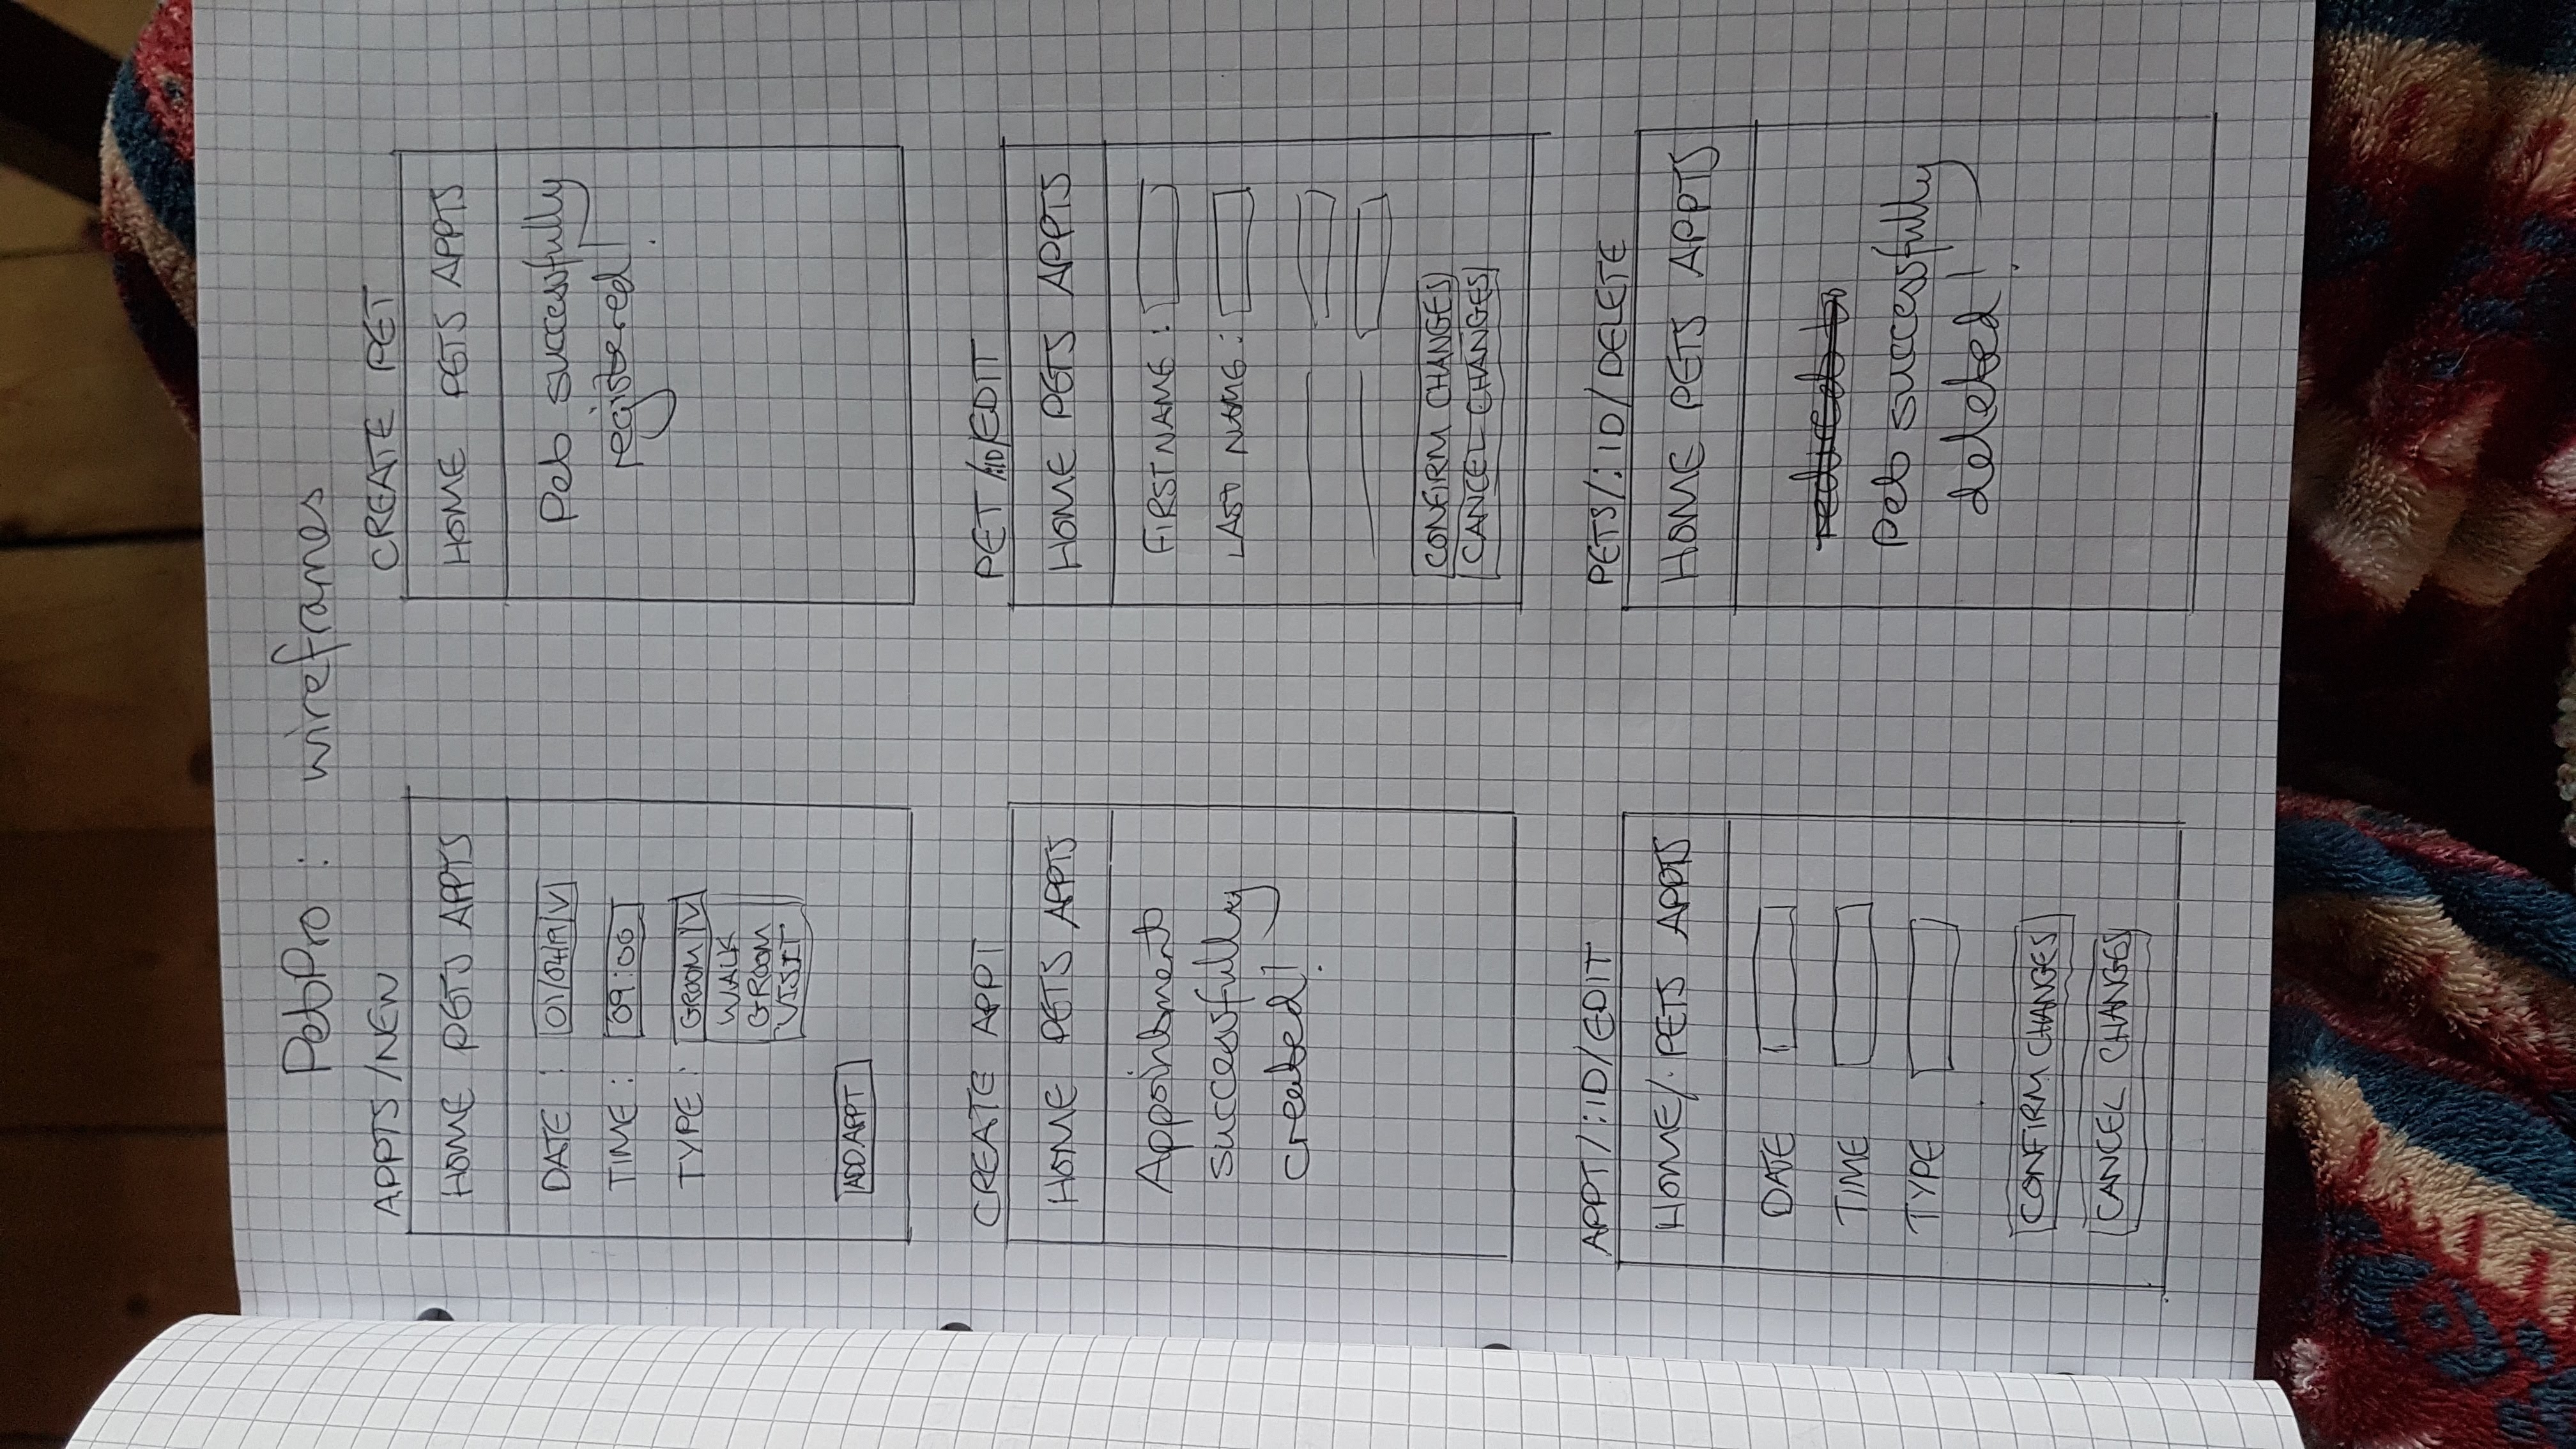 PetPro : wireframes
APPTS/NEW
HOME PETS APPTS
DATE : 01/04/19 V
TIME : 09:00
TYPE : GROOM V
WALK
GROOM
VISIT
ADD APPT
CREATE PET
HOME PETS APPTS
Pet successfully
registered!
CREATE APPT
HOME PETS APPTS
Appointment
successfully
created!
PET/:ID/EDIT
HOME PETS APPTS
FIRST NAME :
LAST NAME :
CONFIRM CHANGES
CANCEL CHANGES
APPT/:ID/EDIT
HOME/. PETS APPTS
DATE
TIME
TYPE
CONFIRM CHANGES
CANCEL CHANGES
PETS/:ID/DELETE
HOME PETS APPTS
Pet successfully
deleted!